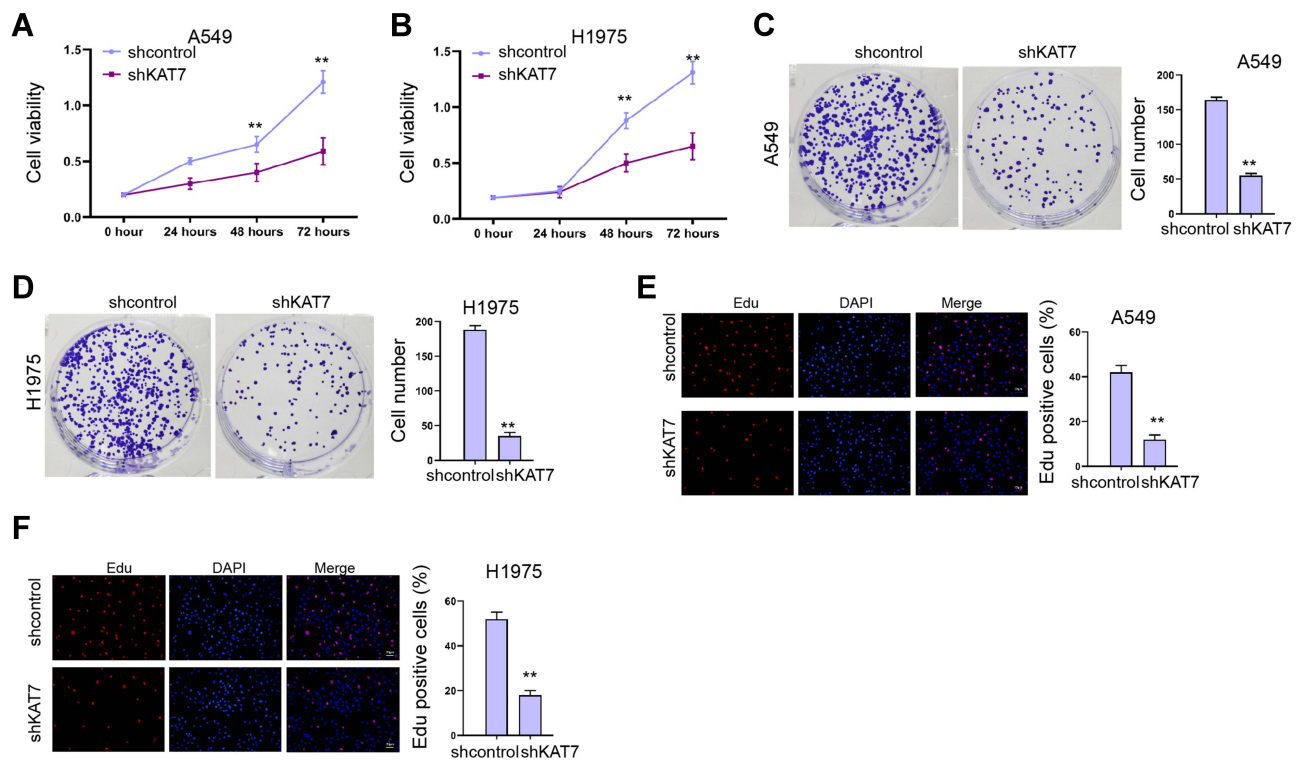 A
A549
1.5
1.0
0.5
0.0
Cell viability
shcontrol
shKAT7
**
**
0 hour
24 hours
48 hours
72 hours
B
H1975
1.5
1.0
0.5
0.0
Cell viability
shcontrol
shKAT7
**
**
0 hour
24 hours
48 hours
72 hours
C
shcontrol
shKAT7
A549
A549
200
150
100
50
0
Cell number
**
shcontrol
shKAT7
D
shcontrol
shKAT7
H1975
H1975
200
150
100
50
0
Cell number
**
shcontrol
shKAT7
E
Edu
DAPI
Merge
shcontrol
shKAT7
A549
60
40
20
0
Edu positive cells (%)
**
shcontrol
shKAT7
F
Edu
DAPI
Merge
shcontrol
shKAT7
H1975
60
40
20
0
Edu positive cells (%)
**
shcontrol
shKAT7